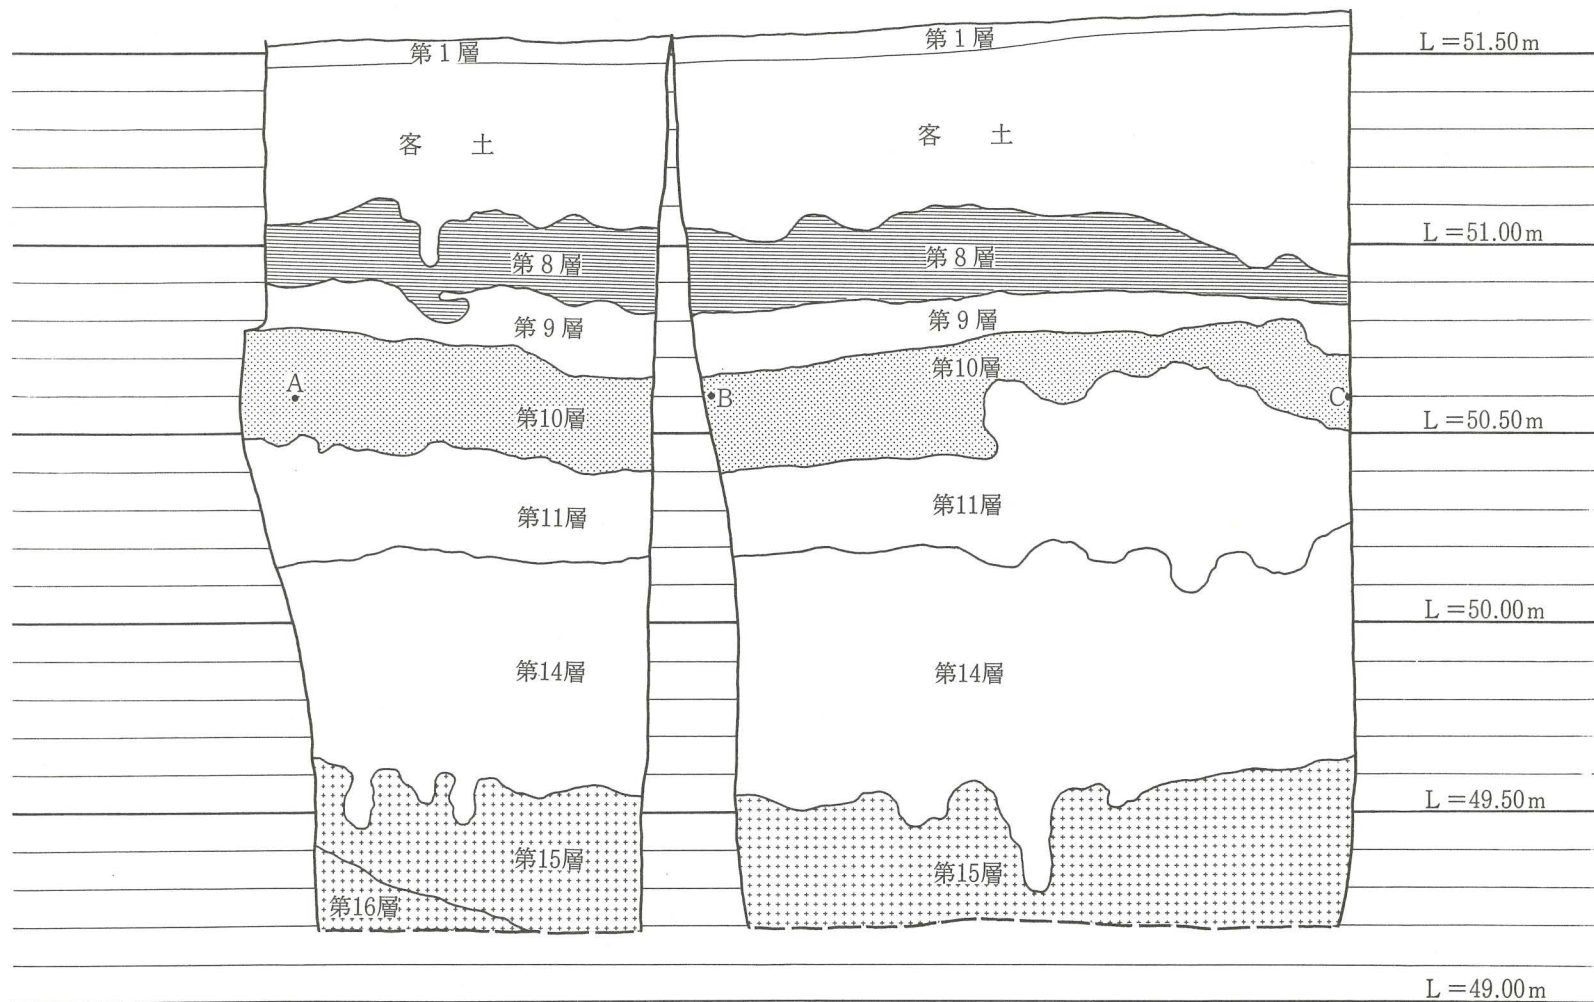 第1層
第1層
L=51.50m
客 土
客 土
第8層
第8層
L=51.00m
第9層
第9層
A
B
第10層
C
第10層
L=50.50m
第11層
第11層
L=50.00m
第14層
第14層
L=49.50m
第15層
第15層
第16層
L=49.00m